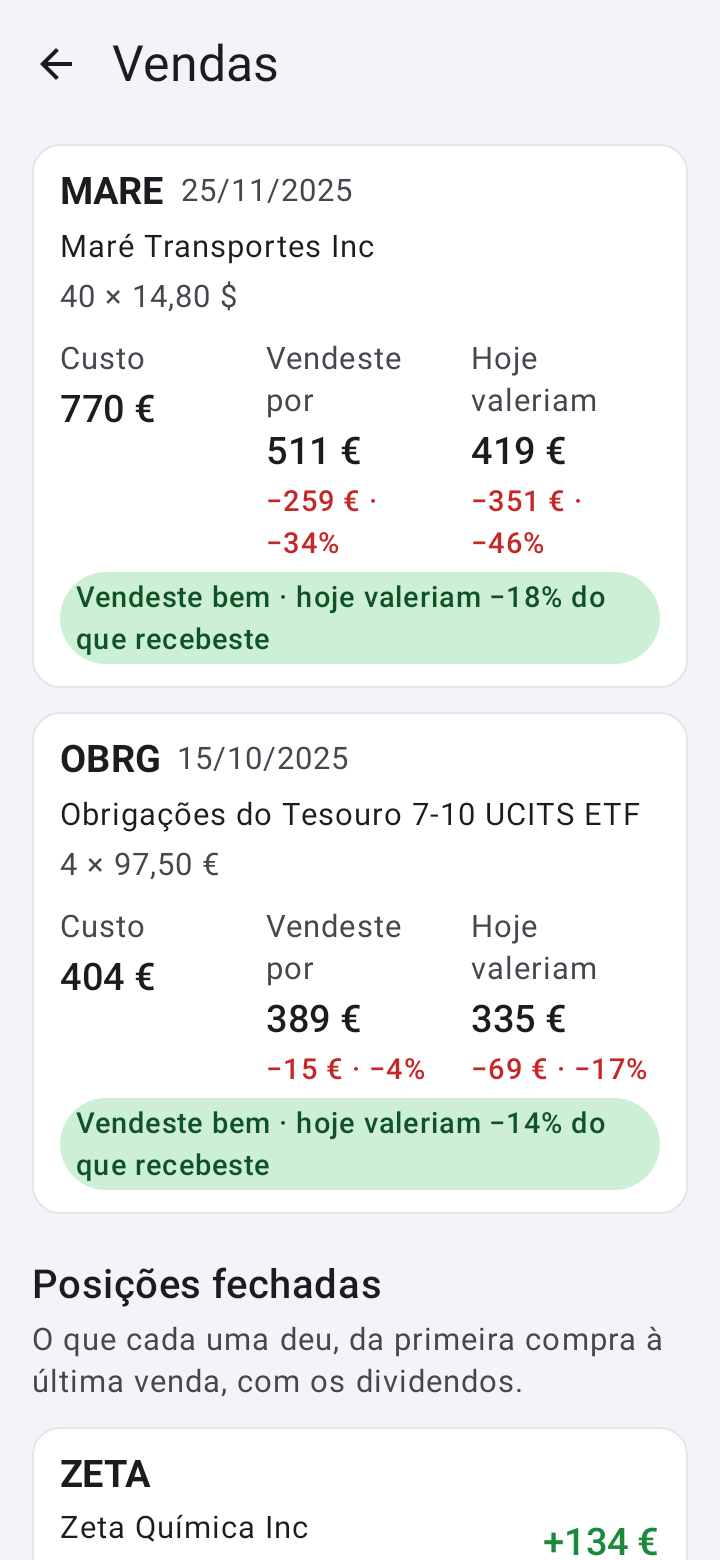 Vendas
MARE 25/11/2025
Maré Transportes Inc
40 × 14,80 $
Custo
770 €
Vendeste
por
511 €
−259 € ·
−34%
Hoje
valeriam
419 €
−351 € ·
−46%
Vendeste bem · hoje valeriam −18% do
que recebeste
OBRG 15/10/2025
Obrigações do Tesouro 7-10 UCITS ETF
4 × 97,50 €
Custo
404 €
Vendeste
por
389 €
−15 € · −4%
Hoje
valeriam
335 €
−69 € · −17%
Vendeste bem · hoje valeriam −14% do
que recebeste
Posições fechadas
O que cada uma deu, da primeira compra à
última venda, com os dividendos.
ZETA
Zeta Química Inc
+134 €